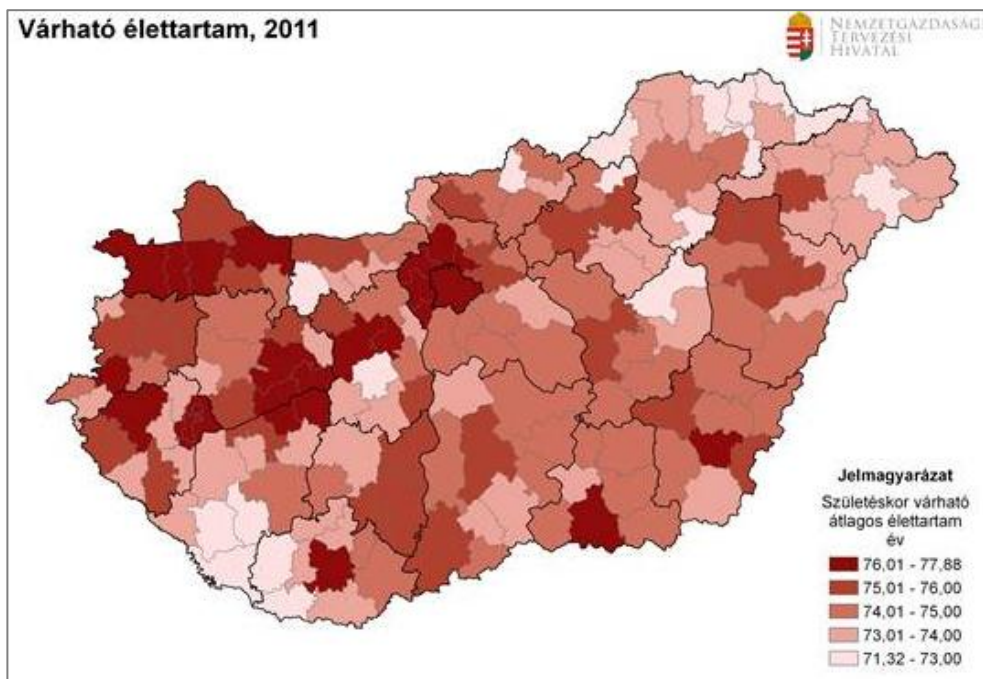 Várható élettartam, 2011
NEMZETGAZDASÁGI
TERVEZÉSI
HIVATAL
Jelmagyarázat
Születéskor várható
átlagos élettartam
év
76,01 - 77,88
75,01 - 76,00
74,01 - 75,00
73,01 - 74,00
71,32 - 73,00